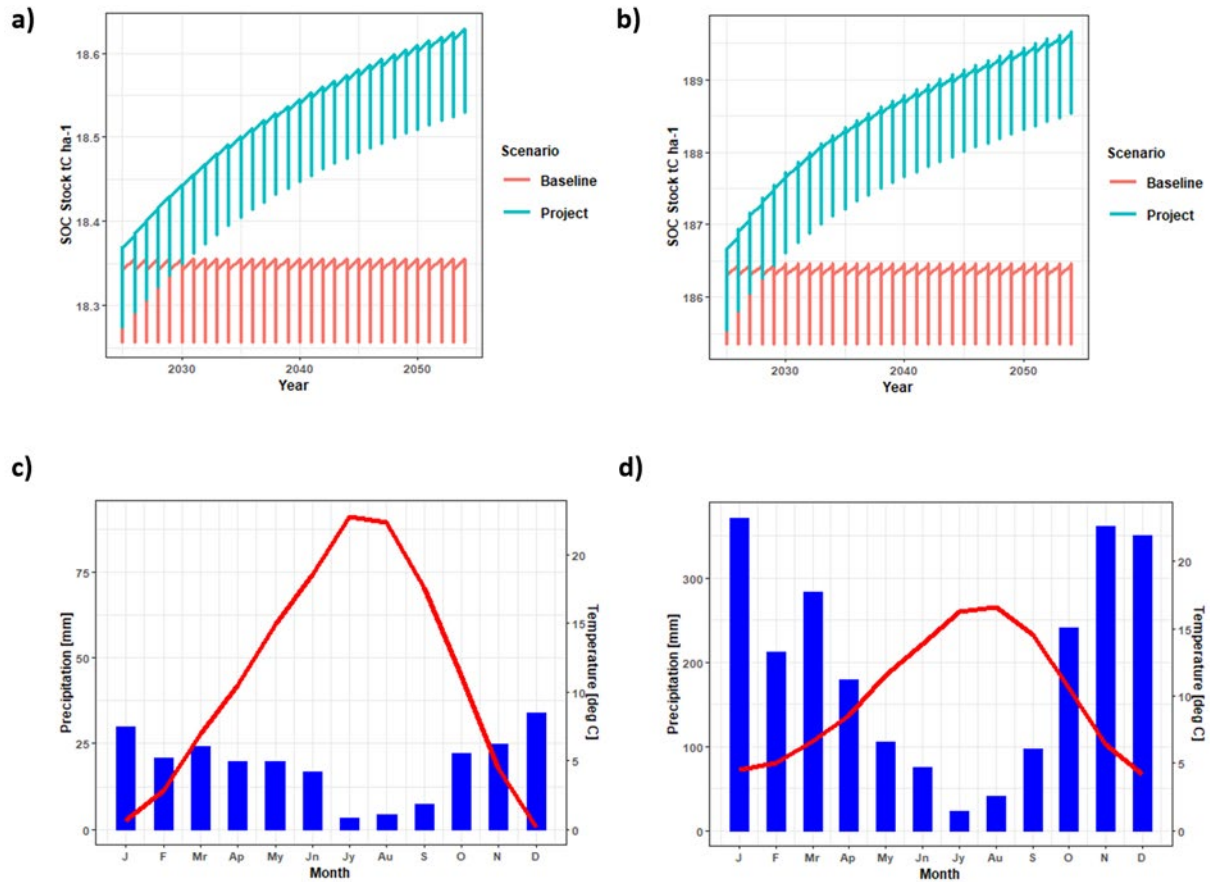 a)
18.6
18.5
18.4
18.3
SOC Stock tC ha-1
2030 2040 2050
Year
Scenario
Baseline
Project
b)
189
188
187
186
SOC Stock tC ha-1
2030 2040 2050
Year
Scenario
Baseline
Project
c)
75
50
25
0
Precipitation [mm]
20
15
10
5
0
Temperature [deg C]
J F Mr Ap My Jn Jy Au S O N D
Month
d)
300
200
100
0
Precipitation [mm]
20
15
10
5
0
Temperature [deg C]
J F Mr Ap My Jn Jy Au S O N D
Month